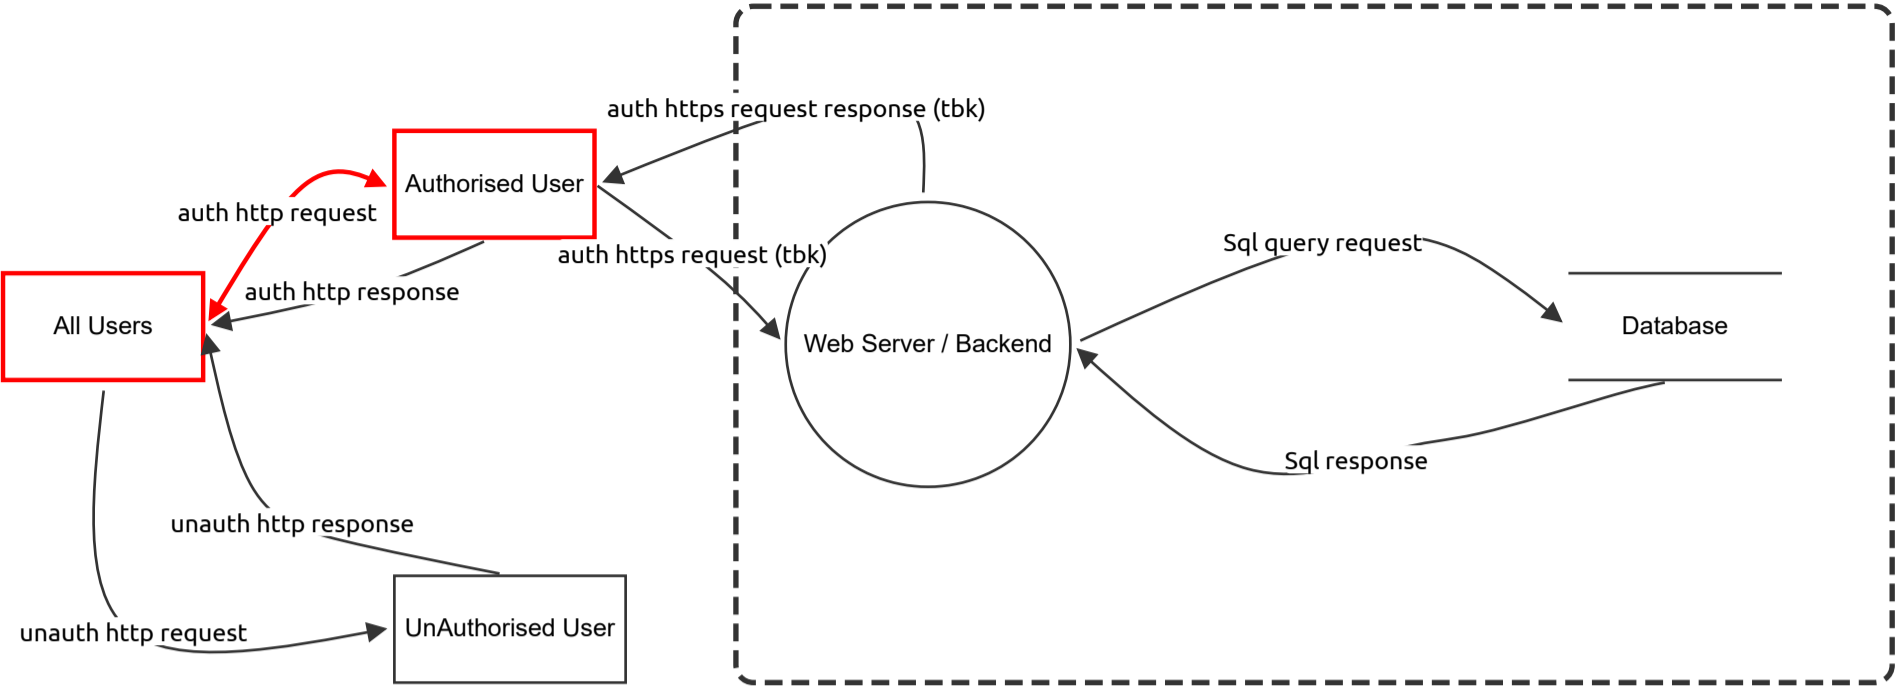 auth https request response (tbk)
Authorised User
auth http request
auth https request (tbk)
Sql query request
auth http response
All Users
Web Server / Backend
Database
Sql response
unauth http response
UnAuthorised User
unauth http request